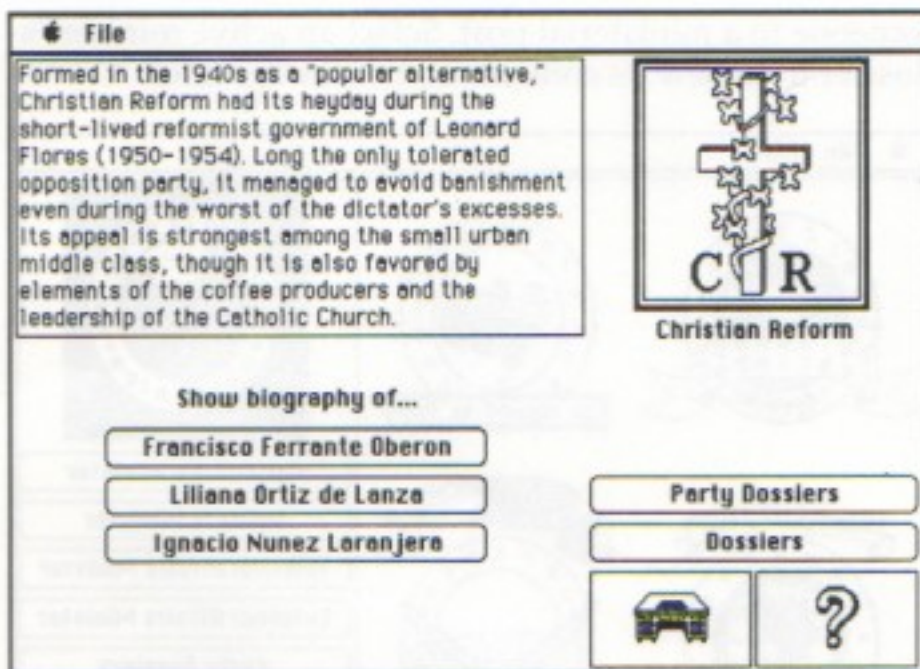 File
Formed in the 1940s as a "popular alternative,"
Christian Reform had its heyday during the
short-lived reformist government of Leonard
Flores (1950-1954). Long the only tolerated
opposition party, it managed to avoid banishment
even during the worst of the dictator's excesses.
Its appeal is strongest among the small urban
middle class, though it is also favored by
elements of the coffee producers and the
leadership of the Catholic Church.
C R
Christian Reform
Show biography of...
Francisco Ferrante Oberon
Liliana Ortiz de Lanza
Ignacio Nunez Laranjera
Party Dossiers
Dossiers
?